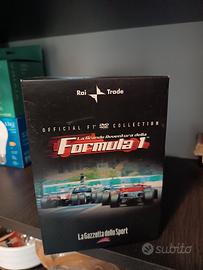 Rai Trade
OFFICIAL F1 DVD COLLECTION
La Grande Avventura della
Formula 1
La Gazzetta dello Sport
subito